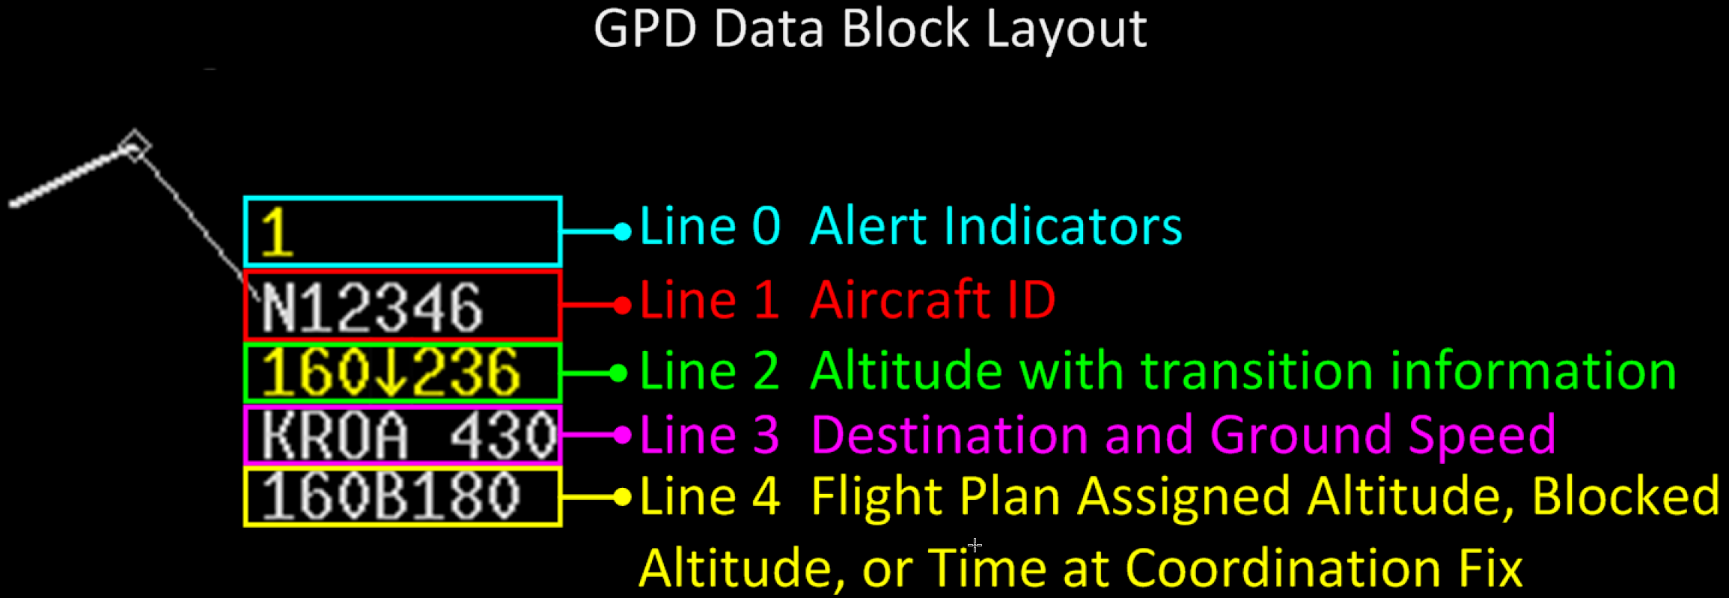 GPD Data Block Layout
1 Line 0 Alert Indicators
N12346 Line 1 Aircraft ID
160↓236 Line 2 Altitude with transition information
KROA 430 Line 3 Destination and Ground Speed
160B180 Line 4 Flight Plan Assigned Altitude, Blocked
Altitude, or Time at Coordination Fix